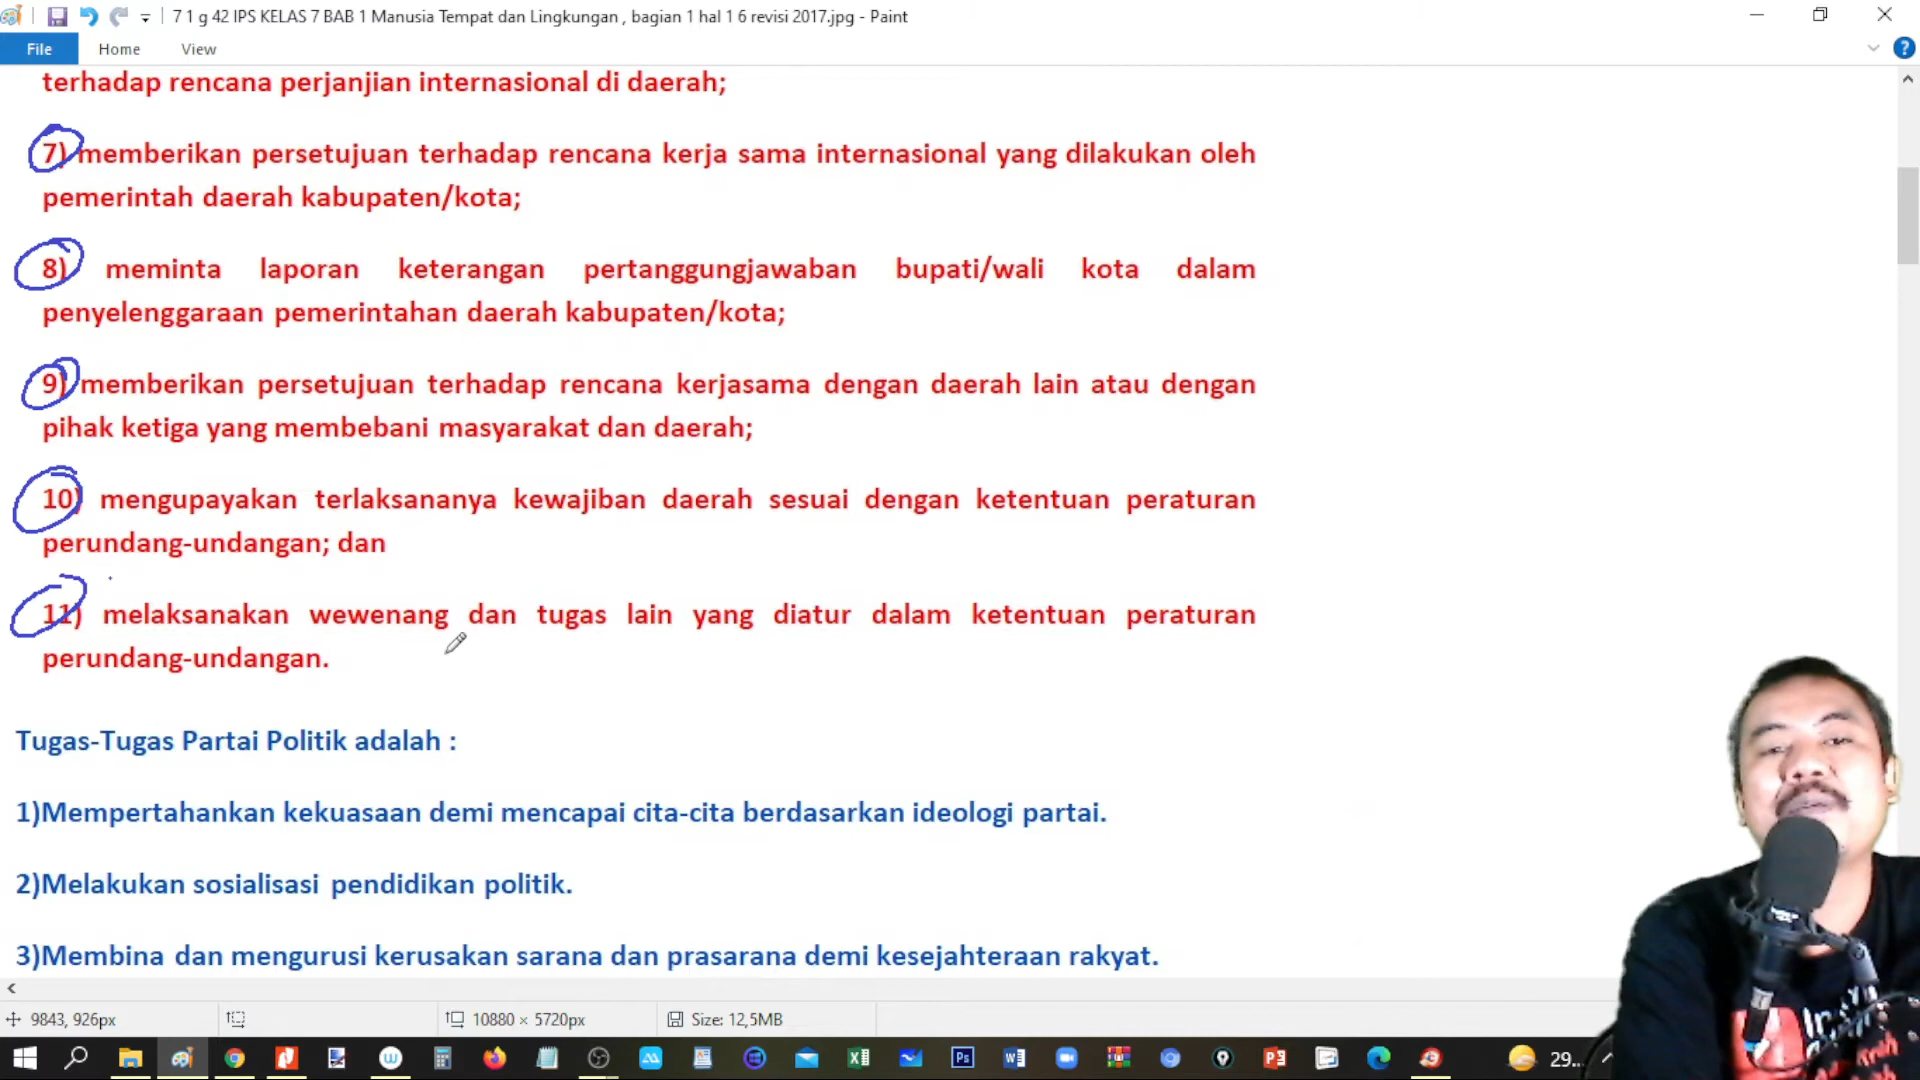 7 1 g 42 IPS KELAS 7 BAB 1 Manusia Tempat dan Lingkungan , bagian 1 hal 1 6 revisi 2017.jpg - Paint
File Home View
terhadap rencana perjanjian internasional di daerah;
7) memberikan persetujuan terhadap rencana kerja sama internasional yang dilakukan oleh
pemerintah daerah kabupaten/kota;
8) meminta laporan keterangan pertanggungjawaban bupati/wali kota dalam
penyelenggaraan pemerintahan daerah kabupaten/kota;
9) memberikan persetujuan terhadap rencana kerjasama dengan daerah lain atau dengan
pihak ketiga yang membebani masyarakat dan daerah;
10) mengupayakan terlaksananya kewajiban daerah sesuai dengan ketentuan peraturan
perundang-undangan; dan
11) melaksanakan wewenang dan tugas lain yang diatur dalam ketentuan peraturan
perundang-undangan.
Tugas-Tugas Partai Politik adalah :
1)Mempertahankan kekuasaan demi mencapai cita-cita berdasarkan ideologi partai.
2)Melakukan sosialisasi pendidikan politik.
3)Membina dan mengurusi kerusakan sarana dan prasarana demi kesejahteraan rakyat.
9843, 926px 10880 × 5720px Size: 12,5MB
29...